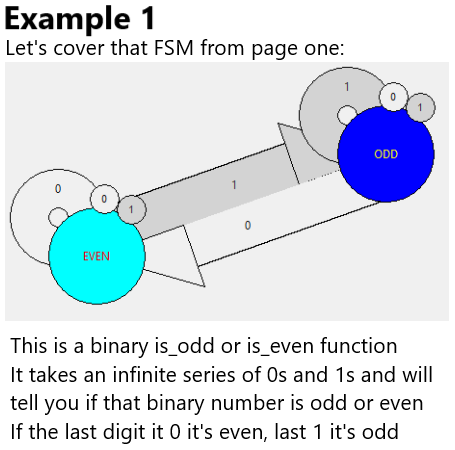 Example 1
Let's cover that FSM from page one:
1
0
1
ODD
1
0
0
1
0
EVEN
This is a binary is_odd or is_even function
It takes an infinite series of 0s and 1s and will
tell you if that binary number is odd or even
If the last digit it 0 it's even, last 1 it's odd